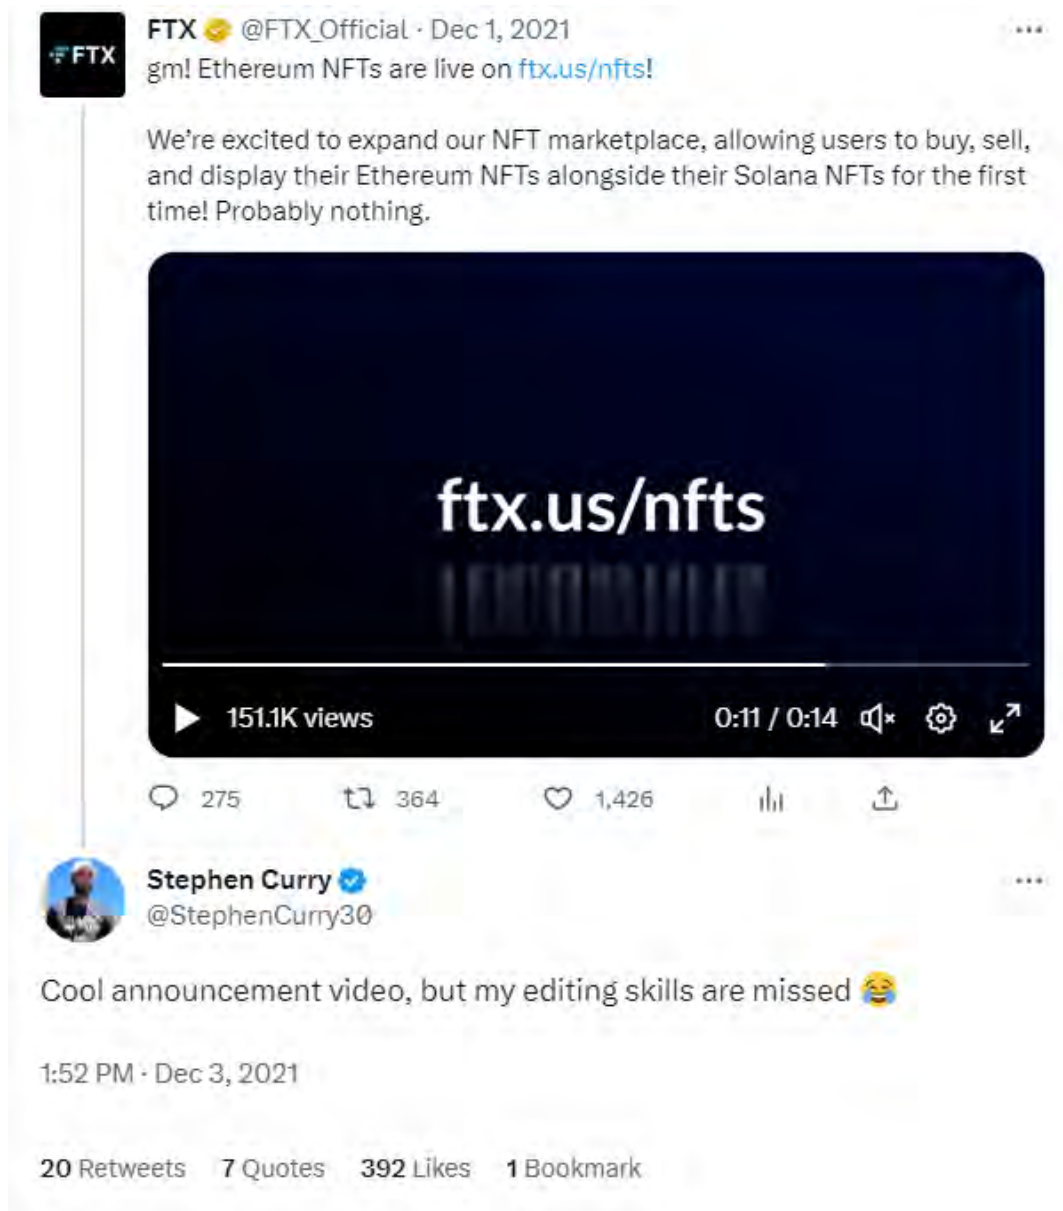 FTX
FTX @FTX_Official · Dec 1, 2021
gm! Ethereum NFTs are live on ftx.us/nfts!
We’re excited to expand our NFT marketplace, allowing users to buy, sell,
and display their Ethereum NFTs alongside their Solana NFTs for the first
time! Probably nothing.
ftx.us/nfts
151.1K views
0:11 / 0:14
275
364
1,426
Stephen Curry
@StephenCurry30
Cool announcement video, but my editing skills are missed 😂
1:52 PM · Dec 3, 2021
20 Retweets 7 Quotes 392 Likes 1 Bookmark